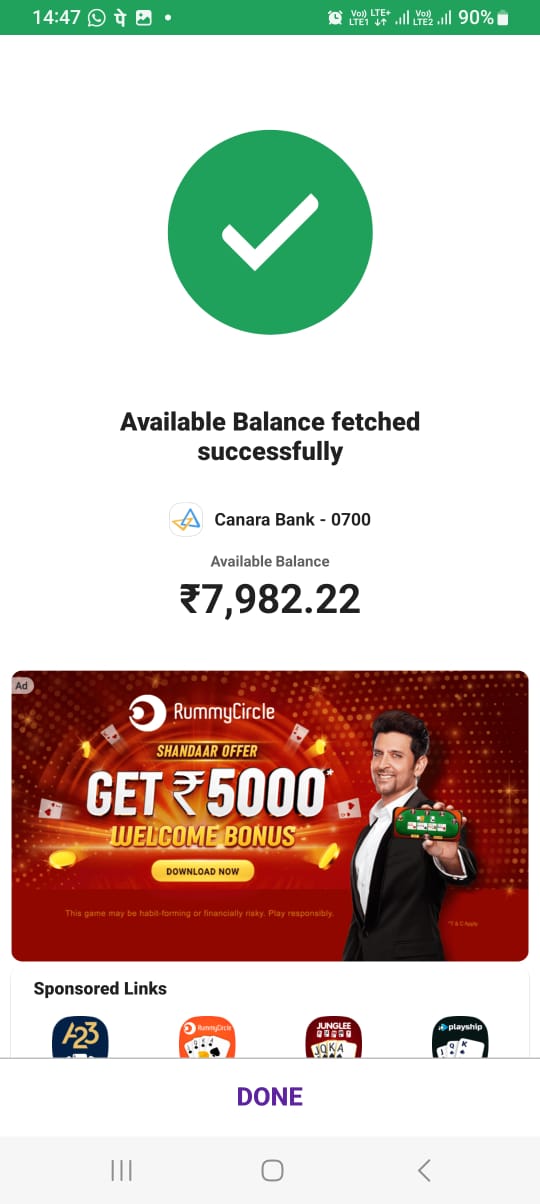 14:47 पे LTE+ 90%
Vo)) LTE1 Vo)) LTE2
Available Balance fetched
successfully
Canara Bank - 0700
Available Balance
₹7,982.22
Ad
RummyCircle
SHANDAAR OFFER
GET ₹5000*
WELCOME BONUS
DOWNLOAD NOW
This game may be habit-forming or financially risky. Play responsibly.
*T & C Apply
Sponsored Links
A23
RummyCircle
JUNGLEE
playship
J Q K A
J Q K
DONE